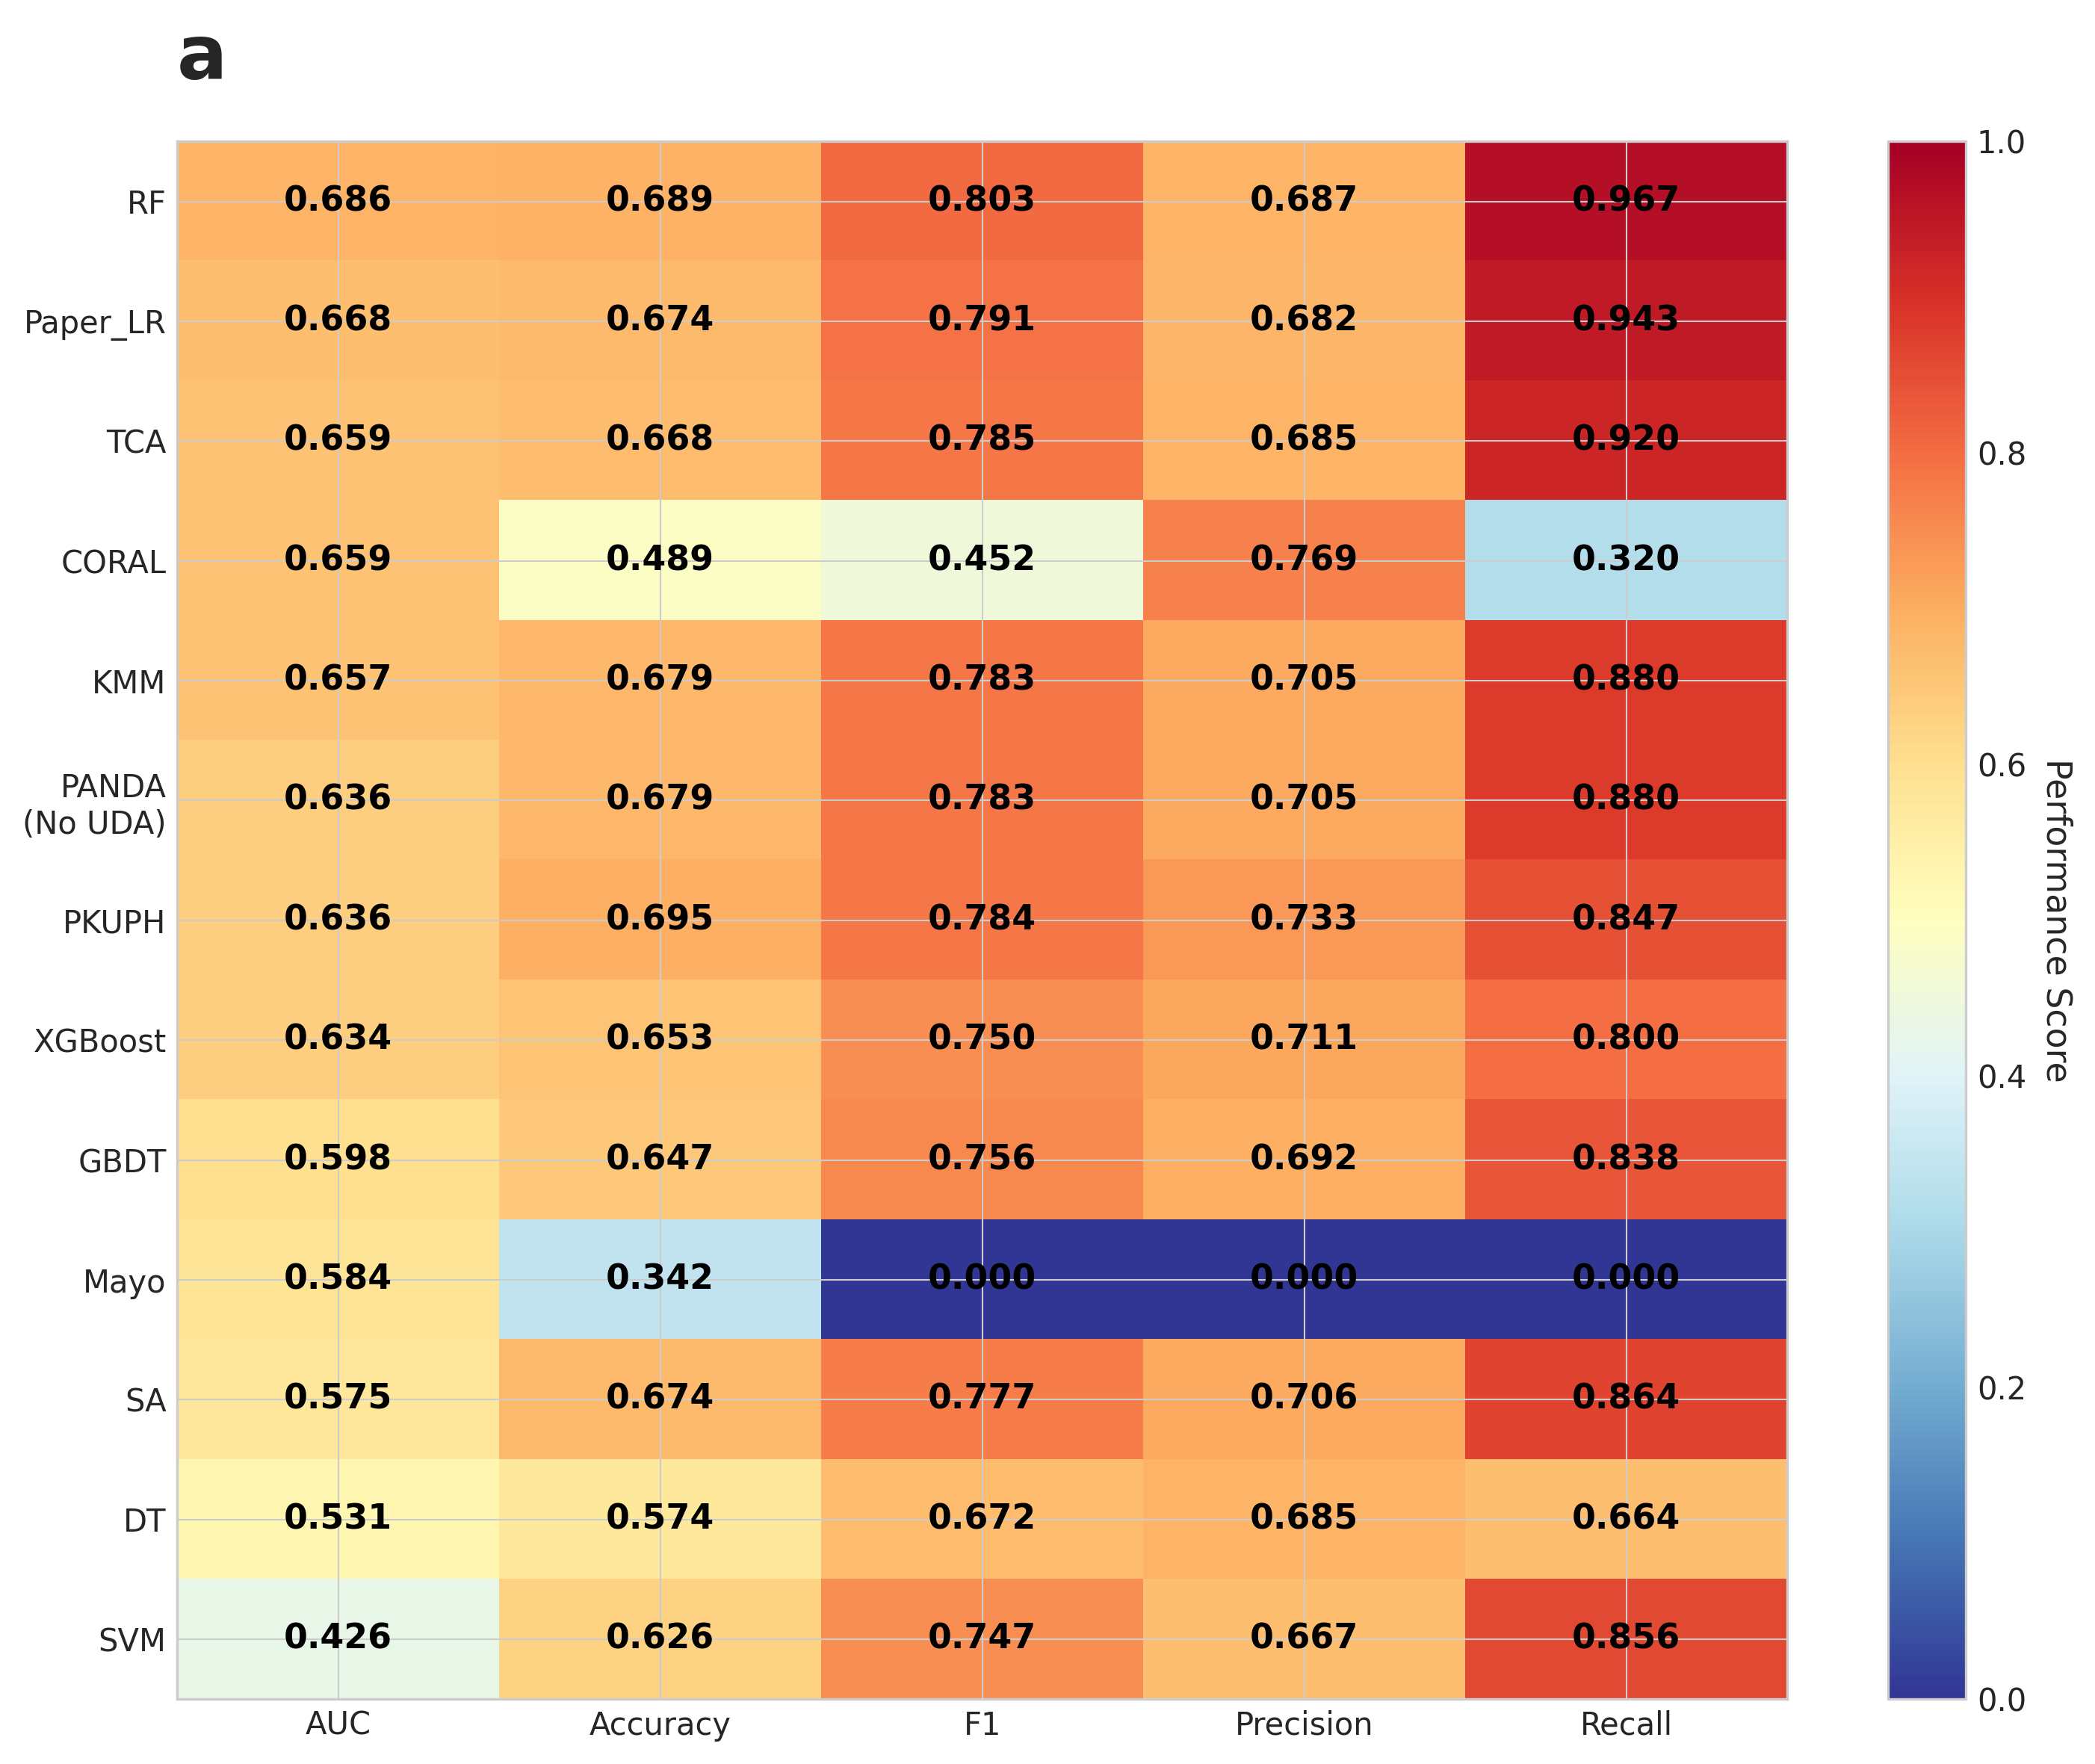 a
RF 0.686 0.689 0.803 0.687 0.967
Paper_LR 0.668 0.674 0.791 0.682 0.943
TCA 0.659 0.668 0.785 0.685 0.920
CORAL 0.659 0.489 0.452 0.769 0.320
KMM 0.657 0.679 0.783 0.705 0.880
PANDA
(No UDA) 0.636 0.679 0.783 0.705 0.880
PKUPH 0.636 0.695 0.784 0.733 0.847
XGBoost 0.634 0.653 0.750 0.711 0.800
GBDT 0.598 0.647 0.756 0.692 0.838
Mayo 0.584 0.342 0.000 0.000 0.000
SA 0.575 0.674 0.777 0.706 0.864
DT 0.531 0.574 0.672 0.685 0.664
SVM 0.426 0.626 0.747 0.667 0.856
AUC Accuracy F1 Precision Recall
1.0
0.8
0.6
0.4
0.2
0.0
Performance Score